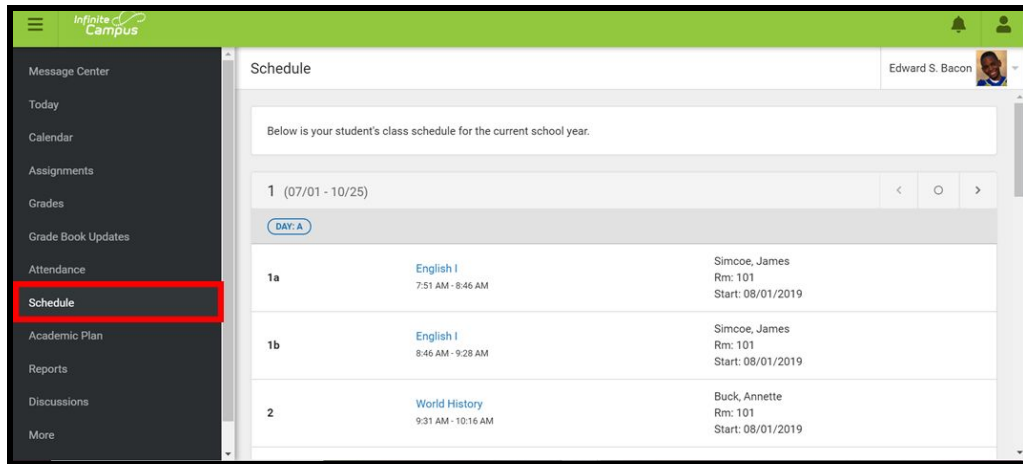 Infinite
Campus
Message Center
Today
Calendar
Assignments
Grades
Grade Book Updates
Attendance
Schedule
Academic Plan
Reports
Discussions
More
Schedule
Edward S. Bacon
Below is your student's class schedule for the current school year.
1 (07/01 - 10/25)
DAY: A
1a
English I
7:51 AM - 8:46 AM
Simcoe, James
Rm: 101
Start: 08/01/2019
1b
English I
8:46 AM - 9:28 AM
Simcoe, James
Rm: 101
Start: 08/01/2019
2
World History
9:31 AM - 10:16 AM
Buck, Annette
Rm: 101
Start: 08/01/2019